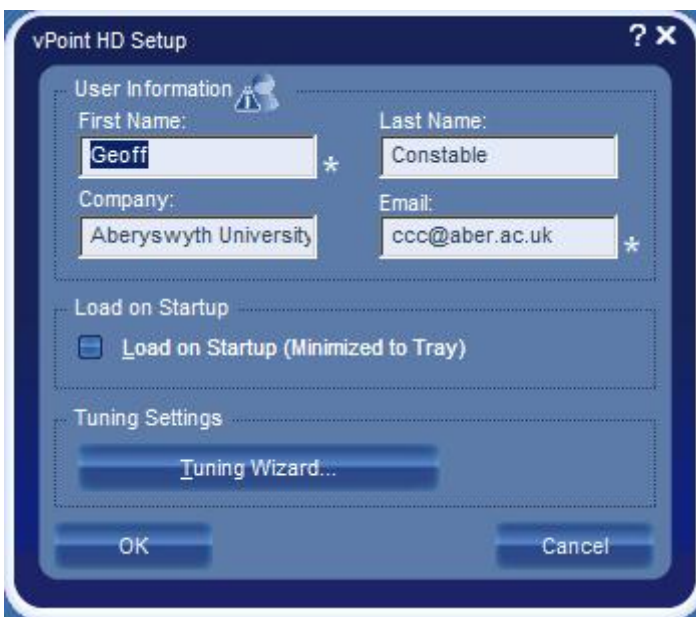 vPoint HD Setup ? ×
User Information
First Name: Last Name:
Geoff * Constable
Company: Email:
Aberyswyth University ccc@aber.ac.uk *
Load on Startup
Load on Startup (Minimized to Tray)
Tuning Settings
Tuning Wizard...
OK Cancel